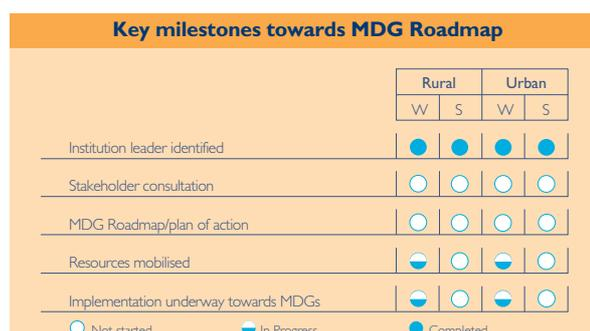 Key milestones towards MDG Roadmap
Rural Urban
W S W S
Institution leader identified
Stakeholder consultation
MDG Roadmap/plan of action
Resources mobilised
Implementation underway towards MDGs
Not started In Progress Completed